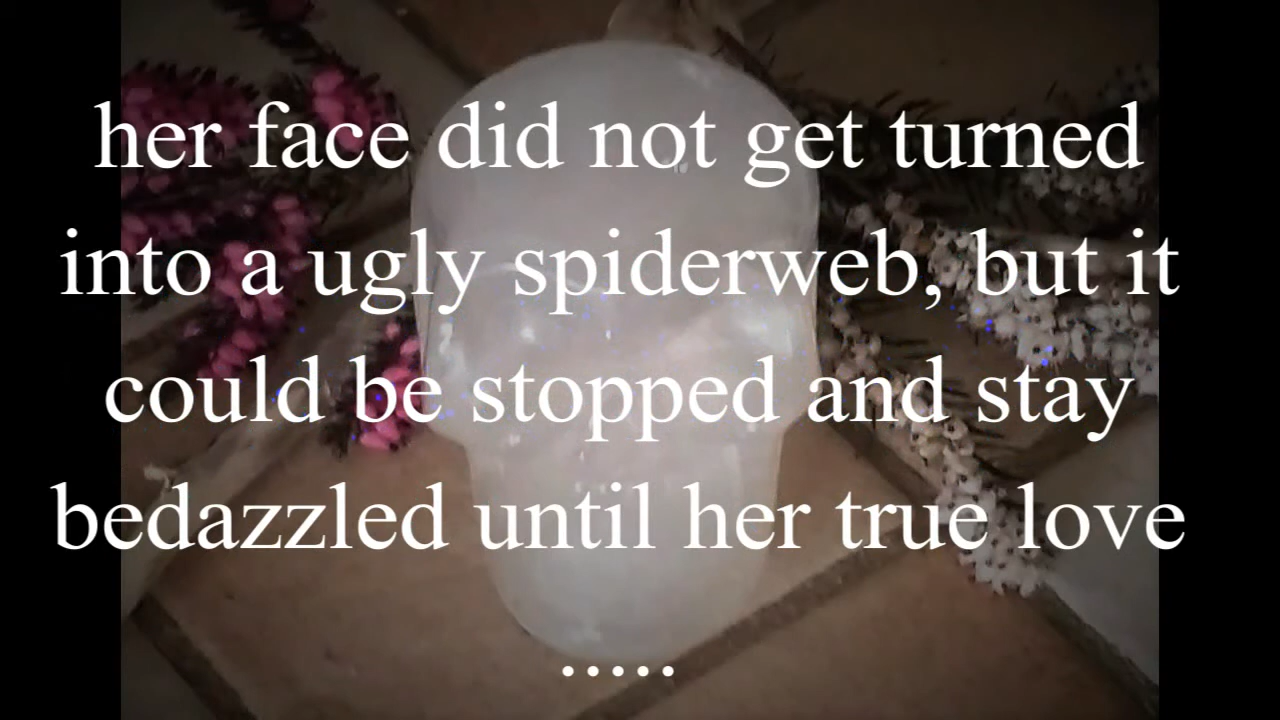 her face did not get turned
into a ugly spiderweb, but it
could be stopped and stay
bedazzled until her true love
.....